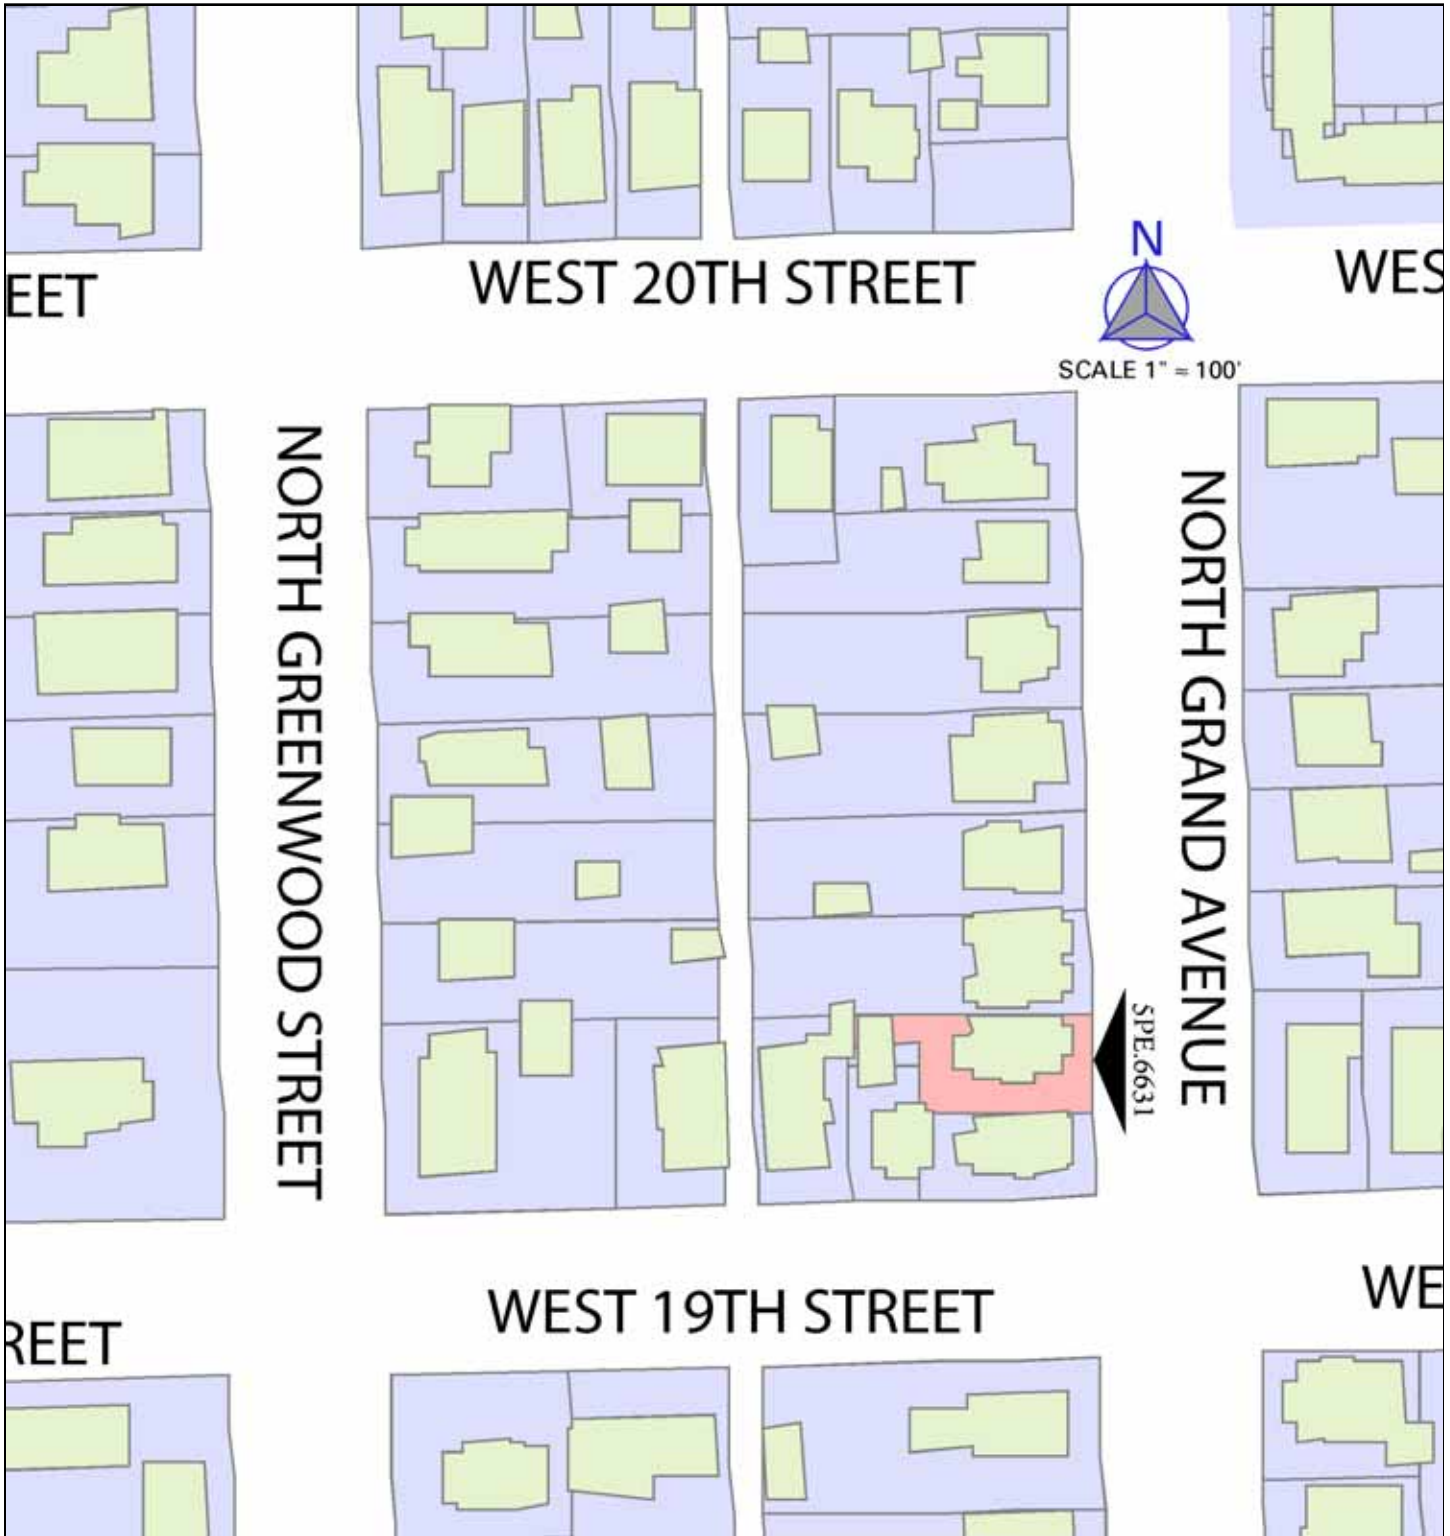 WEST 20TH STREET
N
WES
EET
SCALE 1" ≈ 100'
NORTH GREENWOOD STREET
NORTH GRAND AVENUE
SPE.6631
WEST 19TH STREET
WE
REET